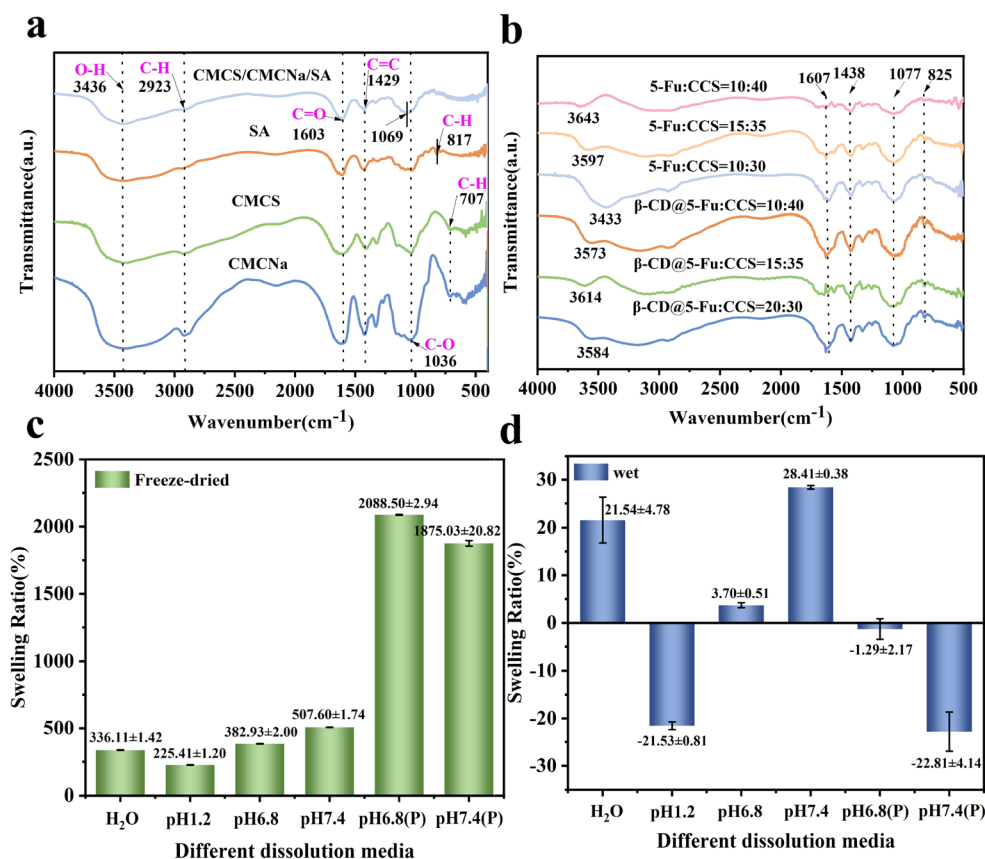 a
O-H
3436
C-H
2923
CMCS/CMCNa/SA
C=C
1429
C=O
1603
1069
SA
C-H
817
C-H
707
CMCS
CMCNa
C-O
1036
Transmittance(a.u.)
4000 3500 3000 2500 2000 1500 1000 500
Wavenumber(cm-1)
b
1607 1438 1077 825
5-Fu:CCS=10:40
3643
5-Fu:CCS=15:35
3597
5-Fu:CCS=10:30
3433
β-CD@5-Fu:CCS=10:40
3573
β-CD@5-Fu:CCS=15:35
3614
β-CD@5-Fu:CCS=20:30
3584
Transmittance(a.u.)
4000 3500 3000 2500 2000 1500 1000 500
Wavenumber(cm-1)
c
Freeze-dried
2500
2000
1500
1000
500
0
Swelling Ratio(%)
336.11±1.42
225.41±1.20
382.93±2.00
507.60±1.74
2088.50±2.94
1875.03±20.82
H2O pH1.2 pH6.8 pH7.4 pH6.8(P) pH7.4(P)
Different dissolution media
d
wet
30
20
10
0
-10
-20
-30
Swelling Ratio(%)
21.54±4.78
-21.53±0.81
3.70±0.51
28.41±0.38
-1.29±2.17
-22.81±4.14
H2O pH1.2 pH6.8 pH7.4 pH6.8(P) pH7.4(P)
Different dissolution media